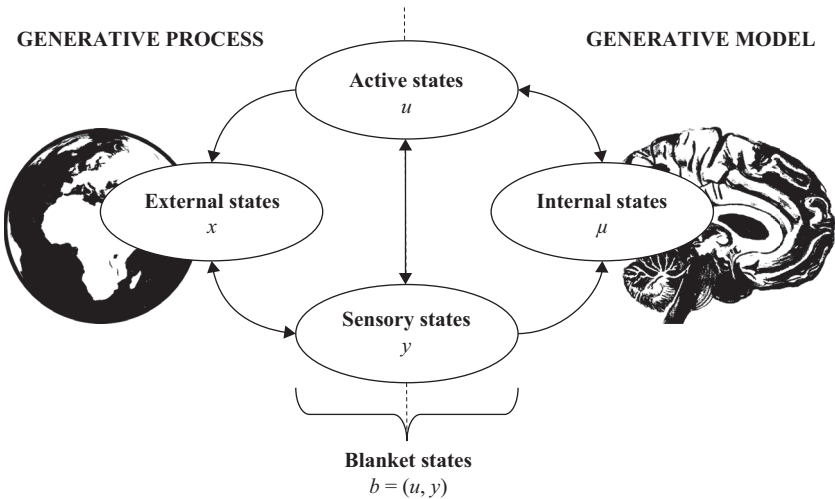 GENERATIVE PROCESS
GENERATIVE MODEL
Active states
u
External states
x
Internal states
μ
Sensory states
y
Blanket states
b = (u, y)